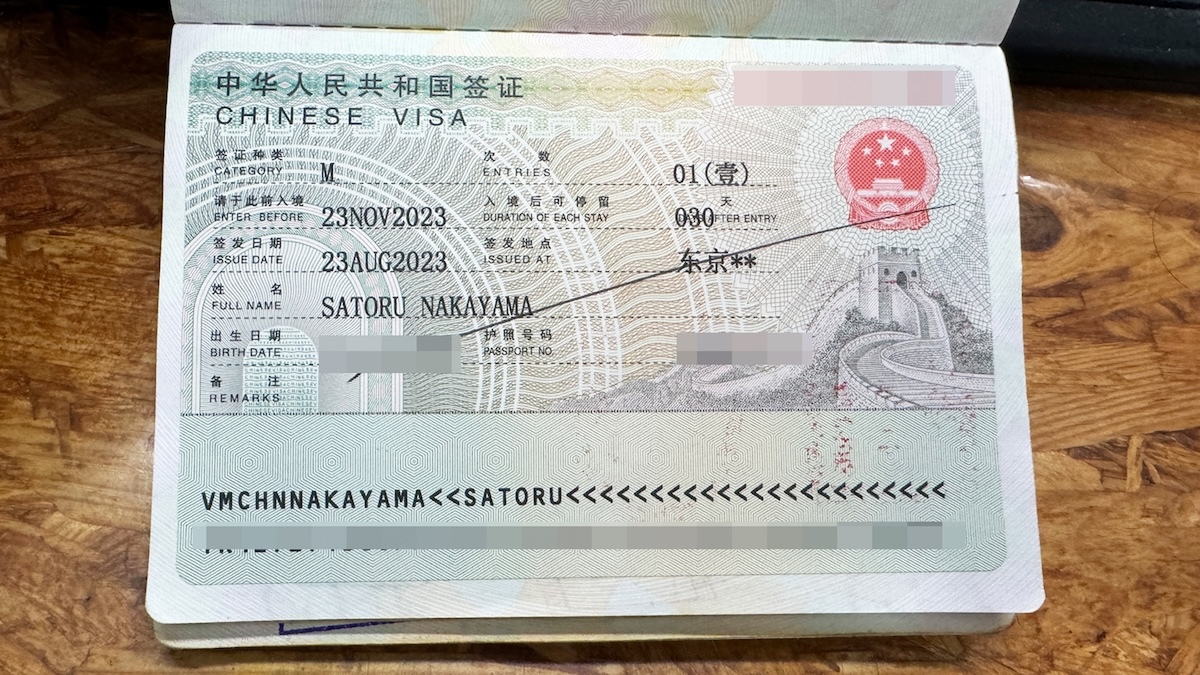 中华人民共和国签证
CHINESE VISA
签证种类 M 次数 01(壹)
CATEGORY ENTRIES
请于此前入境 23NOV2023 入境后可停留 030 天
ENTER BEFORE DURATION OF EACH STAY DAYS AFTER ENTRY
签发日期 23AUG2023 签发地点 东京**
ISSUE DATE ISSUED AT
姓名 SATORU NAKAYAMA
FULL NAME
出生日期 护照号码
BIRTH DATE PASSPORT NO.
备注
REMARKS
VMCHNNAKAYAMA<<SATORU<<<<<<<<<<<<<<<<<<<<<<<